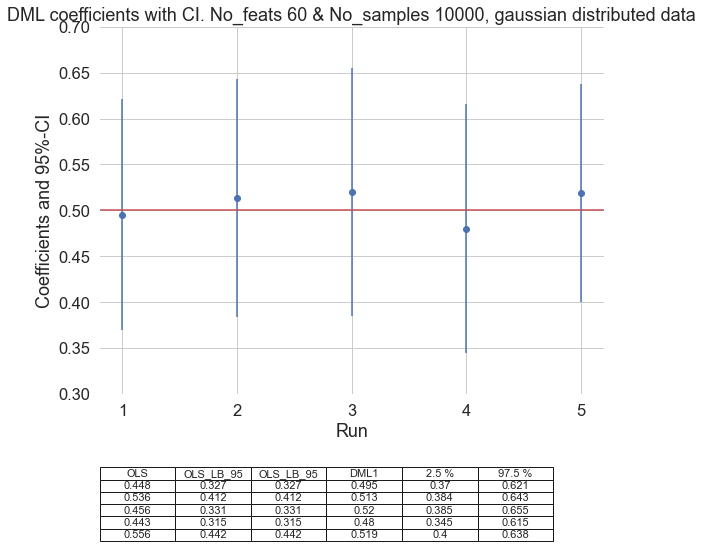 DML coefficients with CI. No_feats 60 & No_samples 10000, gaussian distributed data
0.70
0.65
0.60
0.55
0.50
0.45
0.40
0.35
0.30
Coefficients and 95%-CI
1 2 3 4 5
Run
OLS OLS_LB_95 OLS_LB_95 DML1 2.5 % 97.5 %
0.448 0.327 0.327 0.495 0.37 0.621
0.536 0.412 0.412 0.513 0.384 0.643
0.456 0.331 0.331 0.52 0.385 0.655
0.443 0.315 0.315 0.48 0.345 0.615
0.556 0.442 0.442 0.519 0.4 0.638